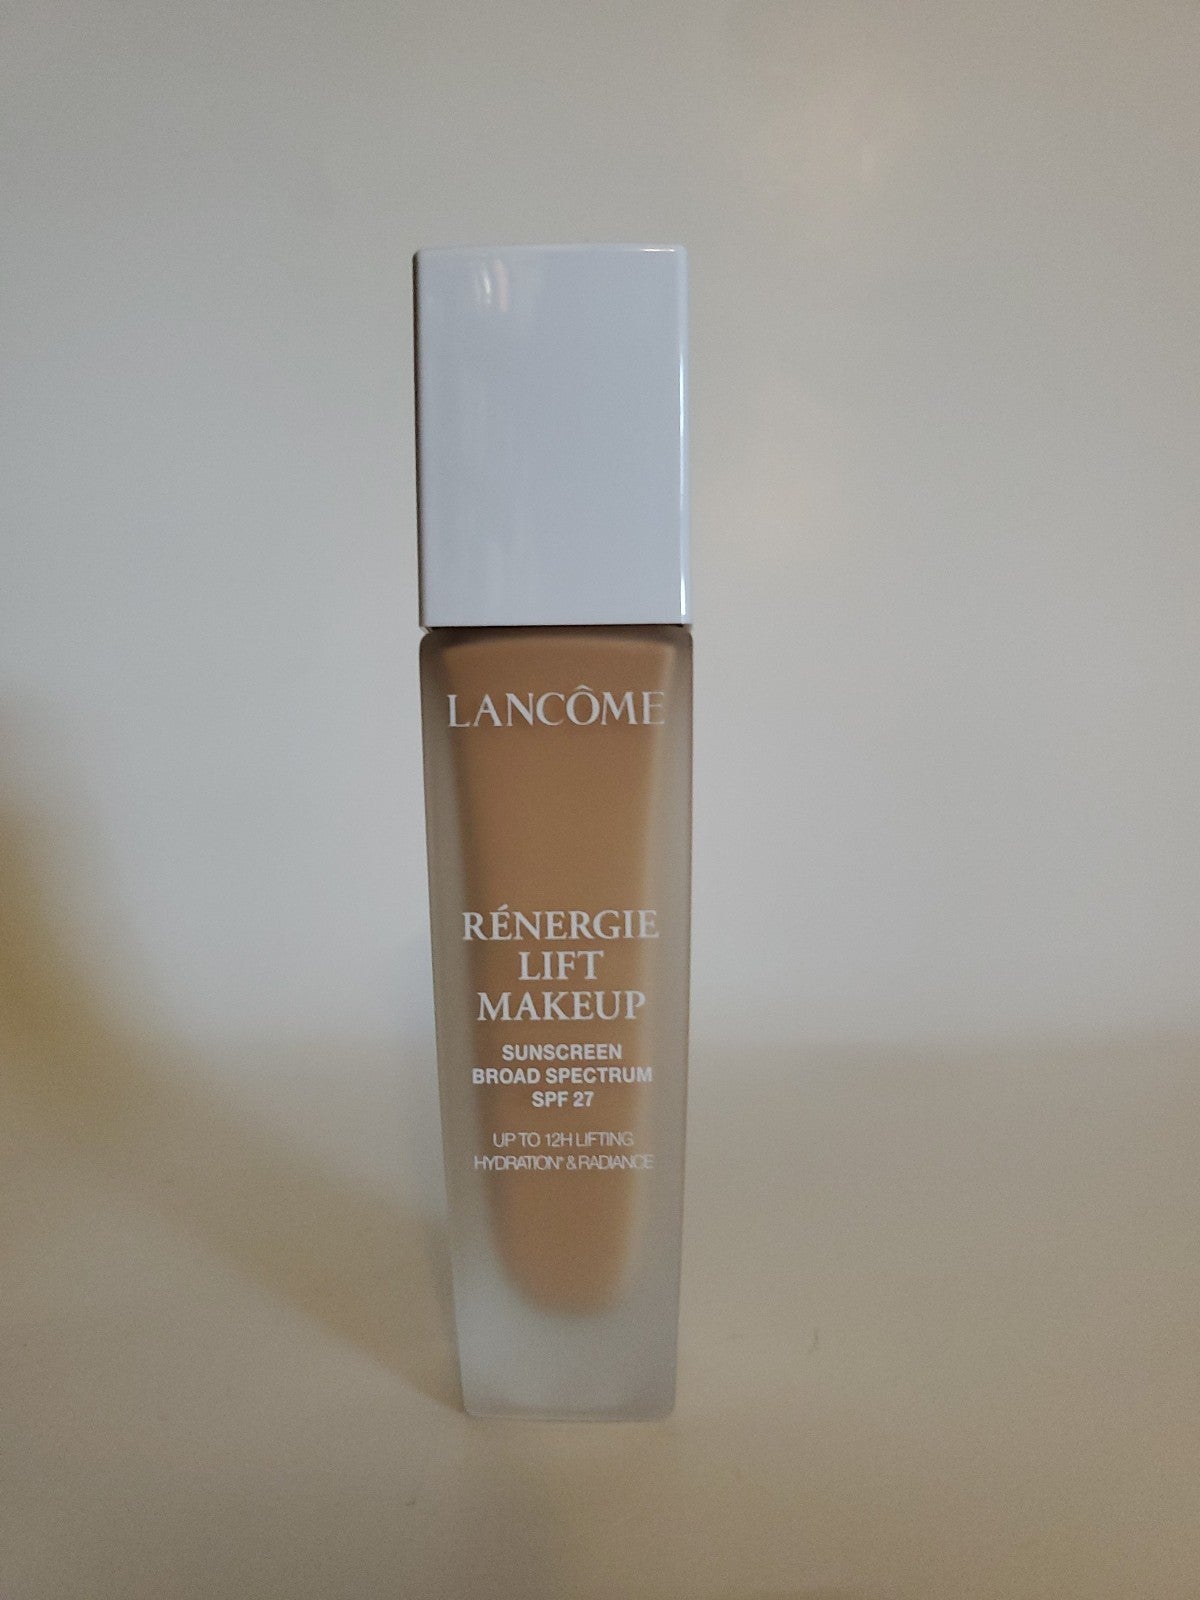 LANCÔME
RÉNERGIE
LIFT
MAKEUP
SUNSCREEN
BROAD SPECTRUM
SPF 27
UP TO 12H LIFTING
HYDRATION* & RADIANCE